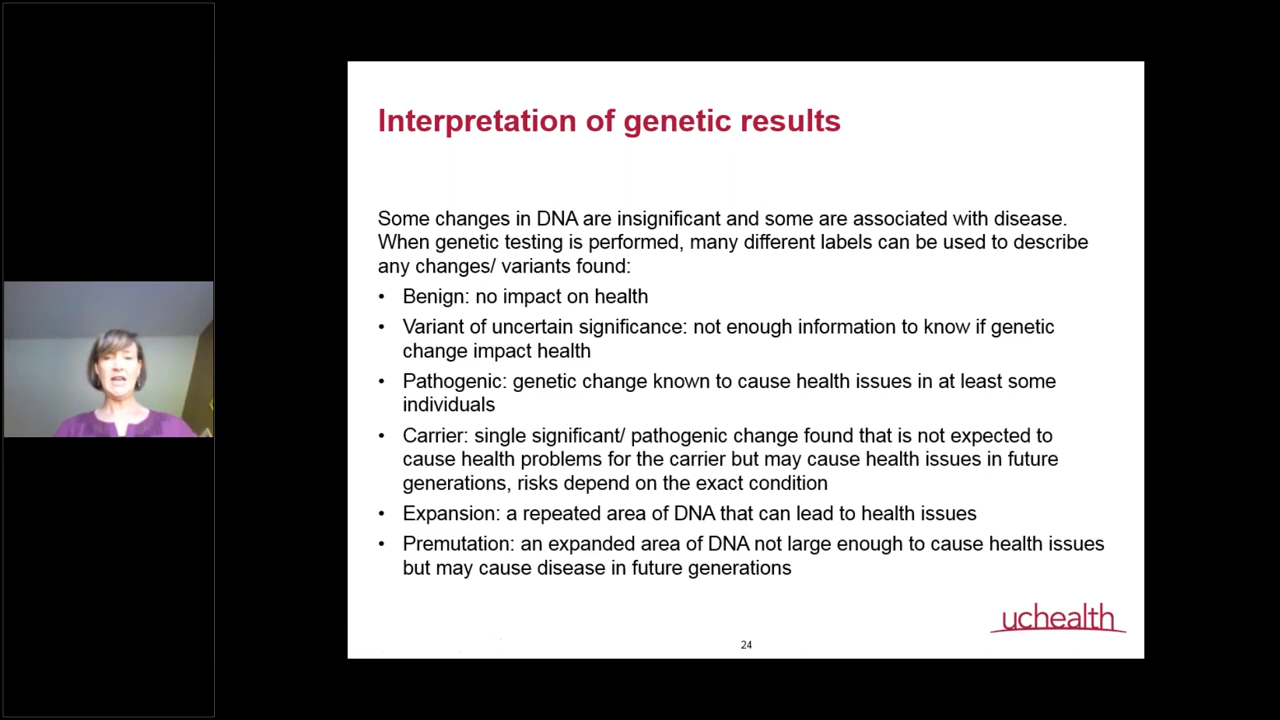 Interpretation of genetic results
Some changes in DNA are insignificant and some are associated with disease.
When genetic testing is performed, many different labels can be used to describe
any changes/ variants found:
• Benign: no impact on health
• Variant of uncertain significance: not enough information to know if genetic
change impact health
• Pathogenic: genetic change known to cause health issues in at least some
individuals
• Carrier: single significant/ pathogenic change found that is not expected to
cause health problems for the carrier but may cause health issues in future
generations, risks depend on the exact condition
• Expansion: a repeated area of DNA that can lead to health issues
• Premutation: an expanded area of DNA not large enough to cause health issues
but may cause disease in future generations
uchealth
24